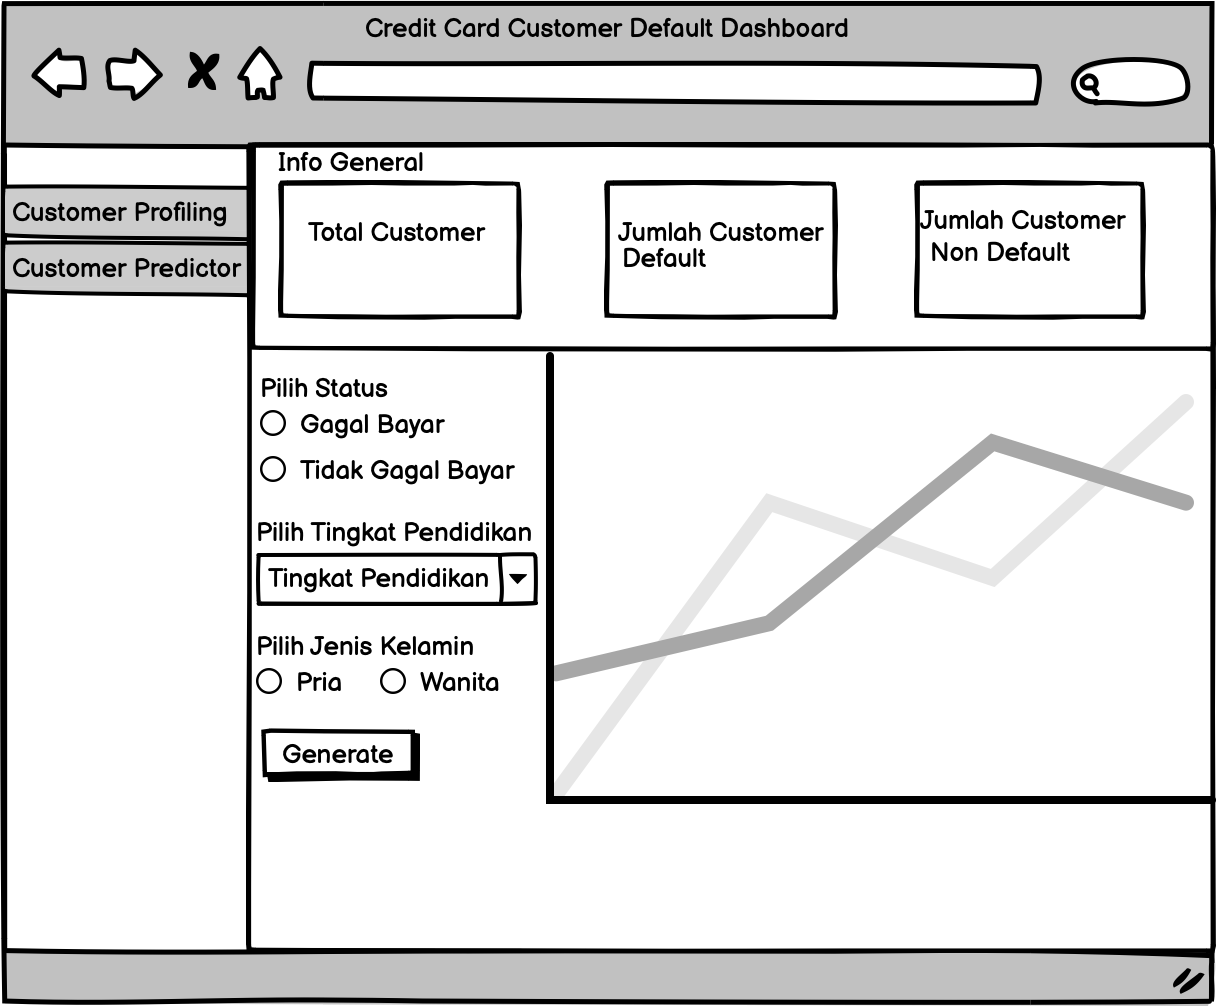 Credit Card Customer Default Dashboard
Customer Profiling
Customer Predictor
Info General
Total Customer
Jumlah Customer
Default
Jumlah Customer
Non Default
Pilih Status
Gagal Bayar
Tidak Gagal Bayar
Pilih Tingkat Pendidikan
Tingkat Pendidikan
Pilih Jenis Kelamin
Pria Wanita
Generate